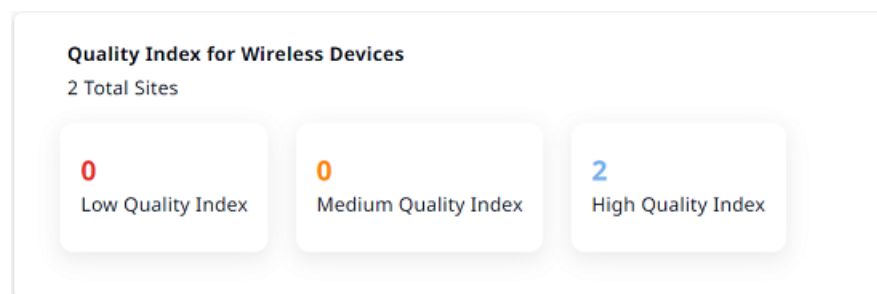 Quality Index for Wireless Devices
2 Total Sites
0
Low Quality Index
0
Medium Quality Index
2
High Quality Index